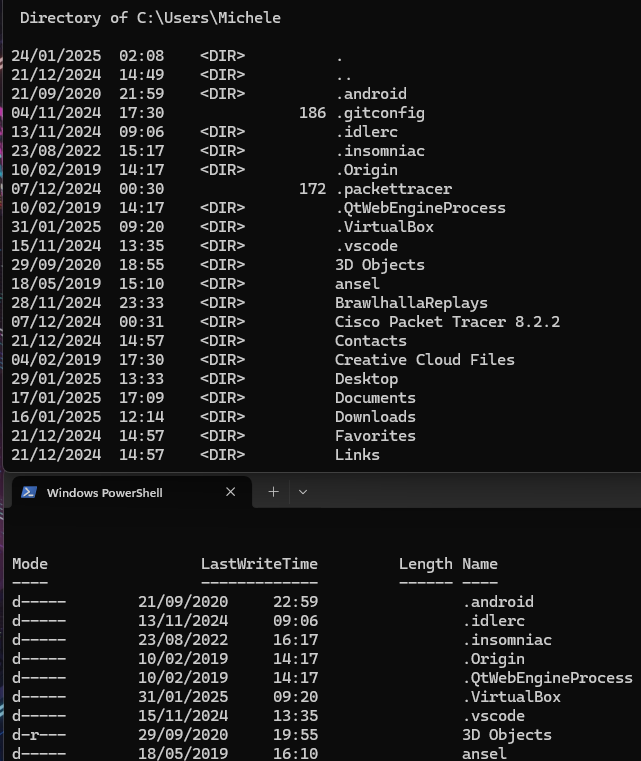 Directory of C:\Users\Michele
24/01/2025  02:08    <DIR>          .
21/12/2024  14:49    <DIR>          ..
21/09/2020  21:59    <DIR>          .android
04/11/2024  17:30               186 .gitconfig
13/11/2024  09:06    <DIR>          .idlerc
23/08/2022  15:17    <DIR>          .insomniac
10/02/2019  14:17    <DIR>          .Origin
07/12/2024  00:30               172 .packettracer
10/02/2019  14:17    <DIR>          .QtWebEngineProcess
31/01/2025  09:20    <DIR>          .VirtualBox
15/11/2024  13:35    <DIR>          .vscode
29/09/2020  18:55    <DIR>          3D Objects
18/05/2019  15:10    <DIR>          ansel
28/11/2024  23:33    <DIR>          BrawlhallaReplays
07/12/2024  00:31    <DIR>          Cisco Packet Tracer 8.2.2
21/12/2024  14:57    <DIR>          Contacts
04/02/2019  17:30    <DIR>          Creative Cloud Files
29/01/2025  13:33    <DIR>          Desktop
17/01/2025  17:09    <DIR>          Documents
16/01/2025  12:14    <DIR>          Downloads
21/12/2024  14:57    <DIR>          Favorites
21/12/2024  14:57    <DIR>          Links
Windows PowerShell
Mode                 LastWriteTime         Length Name
----                 -------------         ------ ----
d-----        21/09/2020     22:59                .android
d-----        13/11/2024     09:06                .idlerc
d-----        23/08/2022     16:17                .insomniac
d-----        10/02/2019     14:17                .Origin
d-----        10/02/2019     14:17                .QtWebEngineProcess
d-----        31/01/2025     09:20                .VirtualBox
d-----        15/11/2024     13:35                .vscode
d-r---        29/09/2020     19:55                3D Objects
d-----        18/05/2019     16:10                ansel